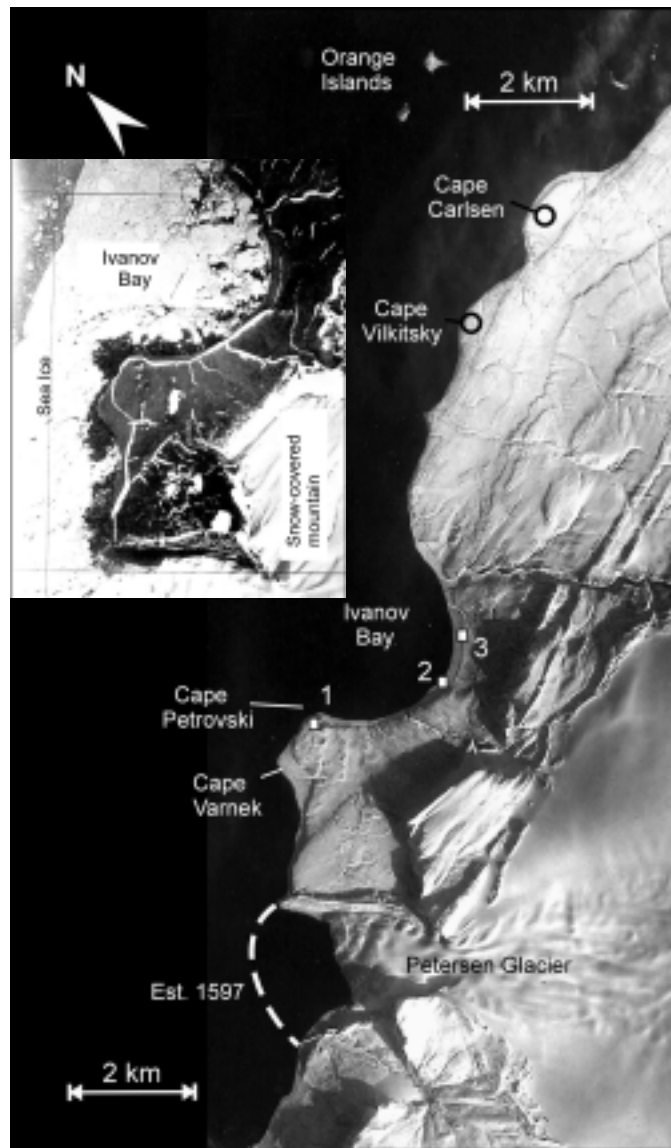 Orange
Islands
2 km
N
Cape
Carlsen
Ivanov
Bay
Cape
Vilkitsky
Sea Ice
Snow-covered
mountain
Ivanov
Bay
3
2
1
Cape
Petrovski
Cape
Varnek
Petersen Glacier
Est. 1597
2 km